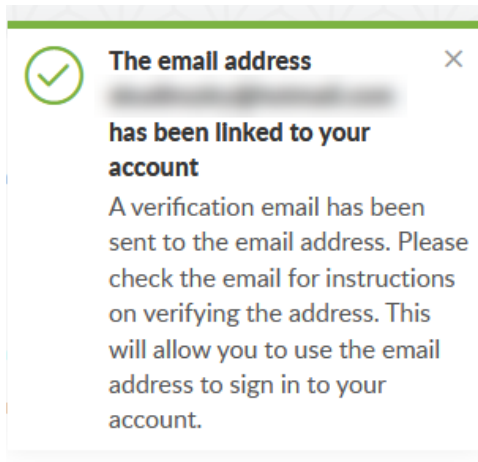 The email address
has been linked to your
account
A verification email has been
sent to the email address. Please
check the email for instructions
on verifying the address. This
will allow you to use the email
address to sign in to your
account.